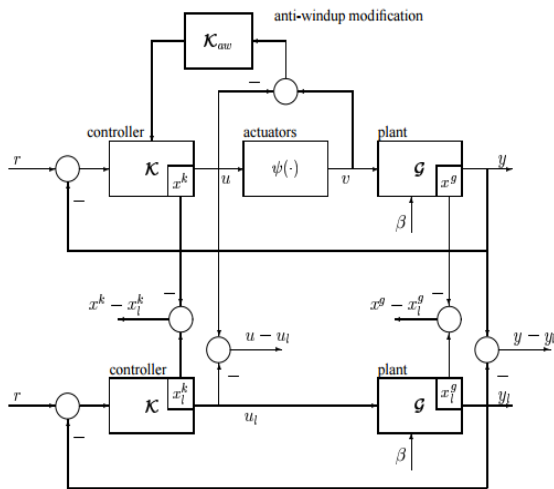 anti-windup modification
𝒦_aw
−
controller
actuators
plant
r
𝒦
x^k
u
ψ(·)
v
𝒢
x^g
y
−
β
−
−
x^k − x_l^k
x^g − x_l^g
u − u_l
y − y_l
−
−
controller
plant
r
𝒦
x_l^k
u_l
𝒢
x_l^g
y_l
−
β